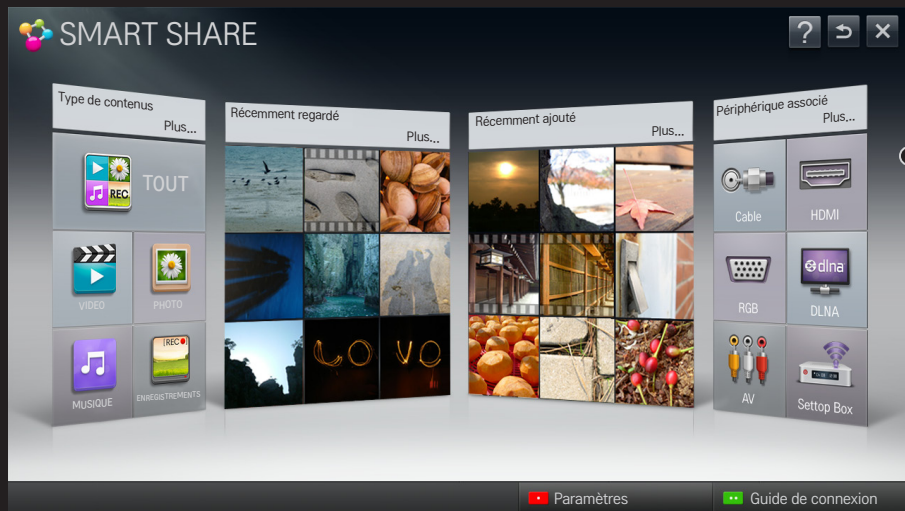 SMART SHARE
?
Type de contenus
Plus...
TOUT
REC
VIDEO
PHOTO
MUSIQUE
[REC●]
ENREGISTREMENTS
Récemment regardé
Plus...
LOVO
Récemment ajouté
Plus...
Périphérique associé
Plus...
Cable
HDMI
RGB
dlna
DLNA
AV
Settop Box
Paramètres
Guide de connexion